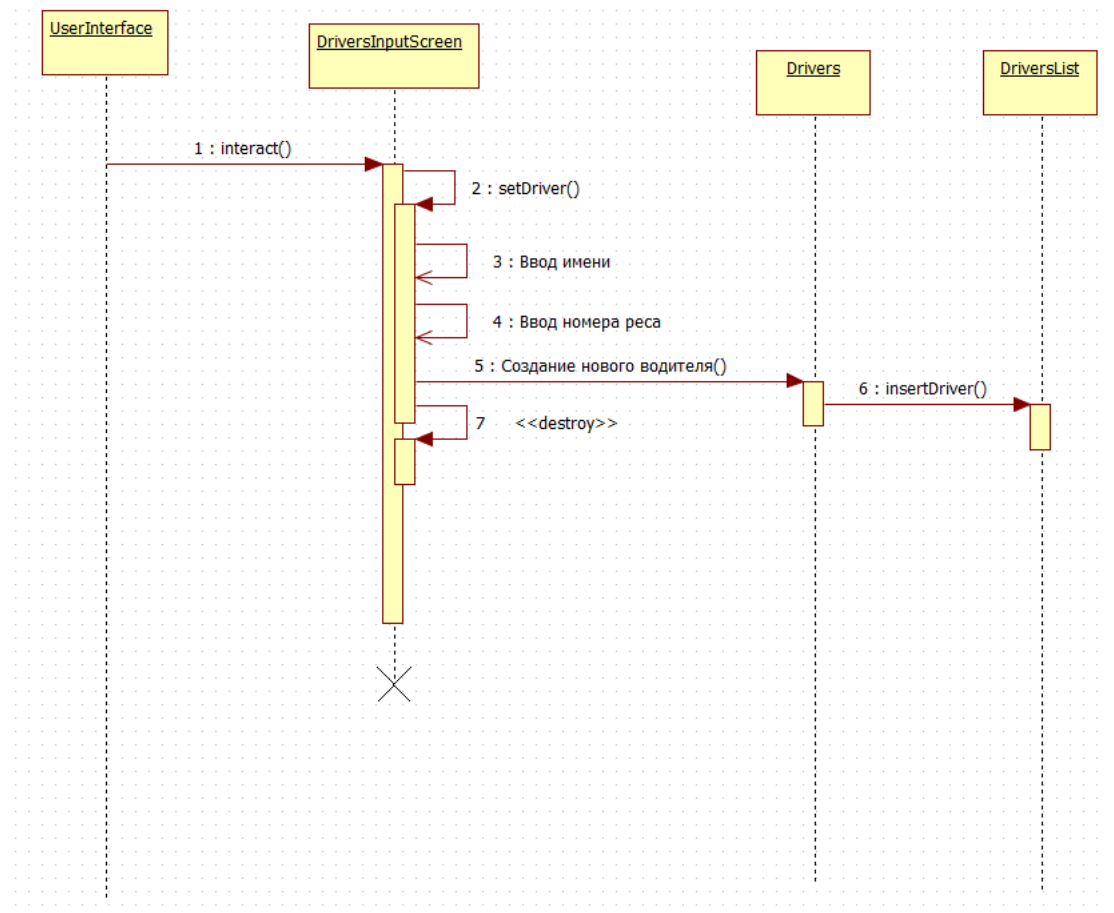 UserInterface
DriversInputScreen
Drivers
DriversList
1 : interact()
2 : setDriver()
3 : Ввод имени
4 : Ввод номера реса
5 : Создание нового водителя()
6 : insertDriver()
7 <<destroy>>